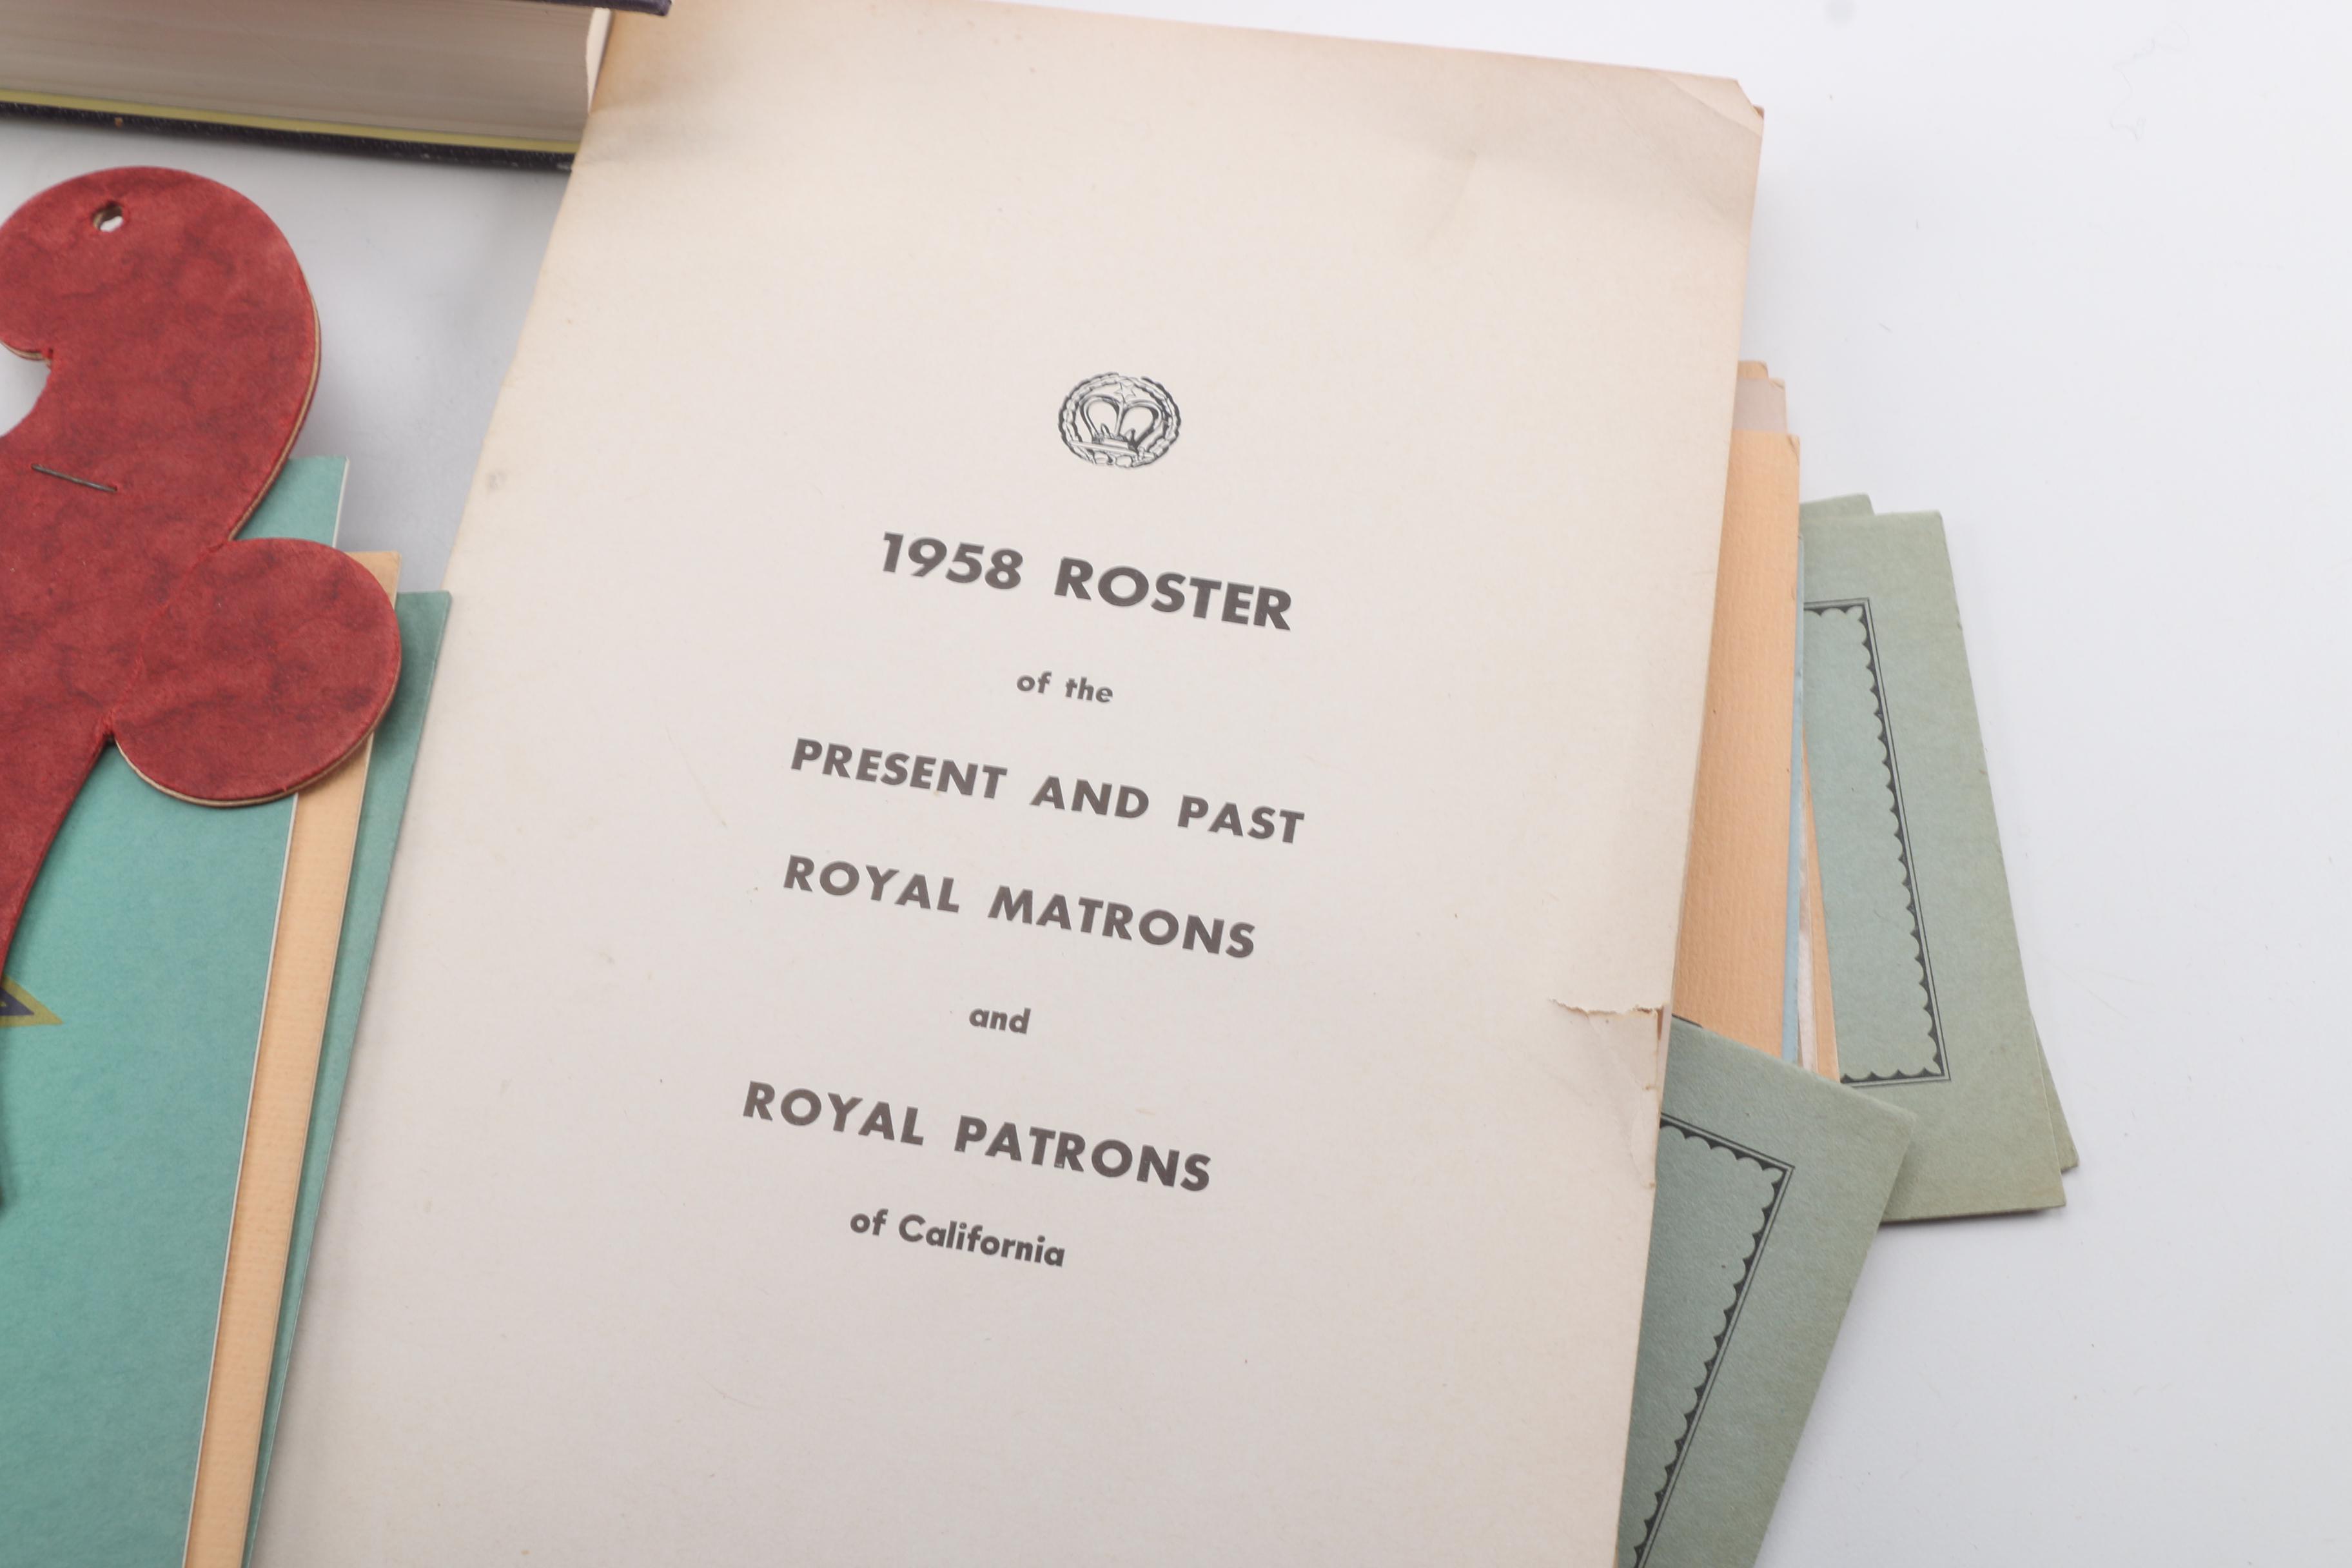 1958 ROSTER
of the
PRESENT AND PAST
ROYAL MATRONS
and
ROYAL PATRONS
of California